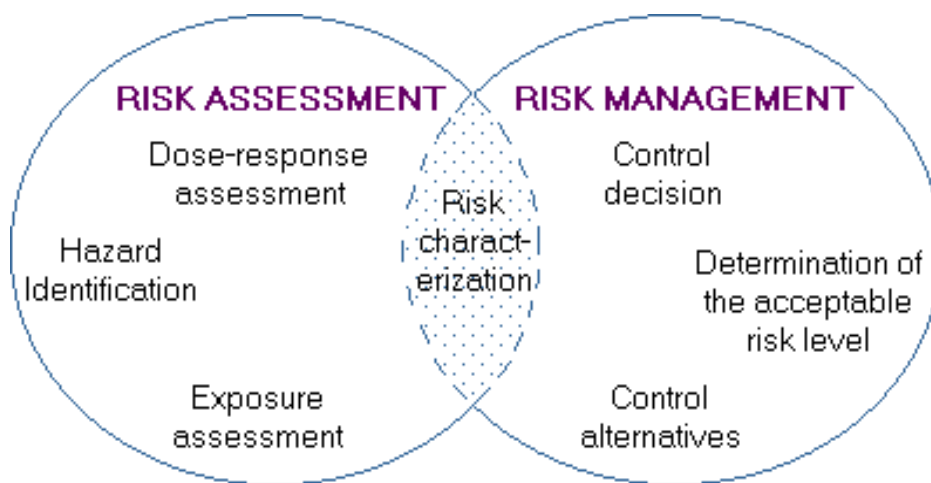 RISK ASSESSMENT
Dose-response
assessment
Hazard
Identification
Exposure
assessment
Risk
charact-
erization
RISK MANAGEMENT
Control
decision
Determination of
the acceptable
risk level
Control
alternatives